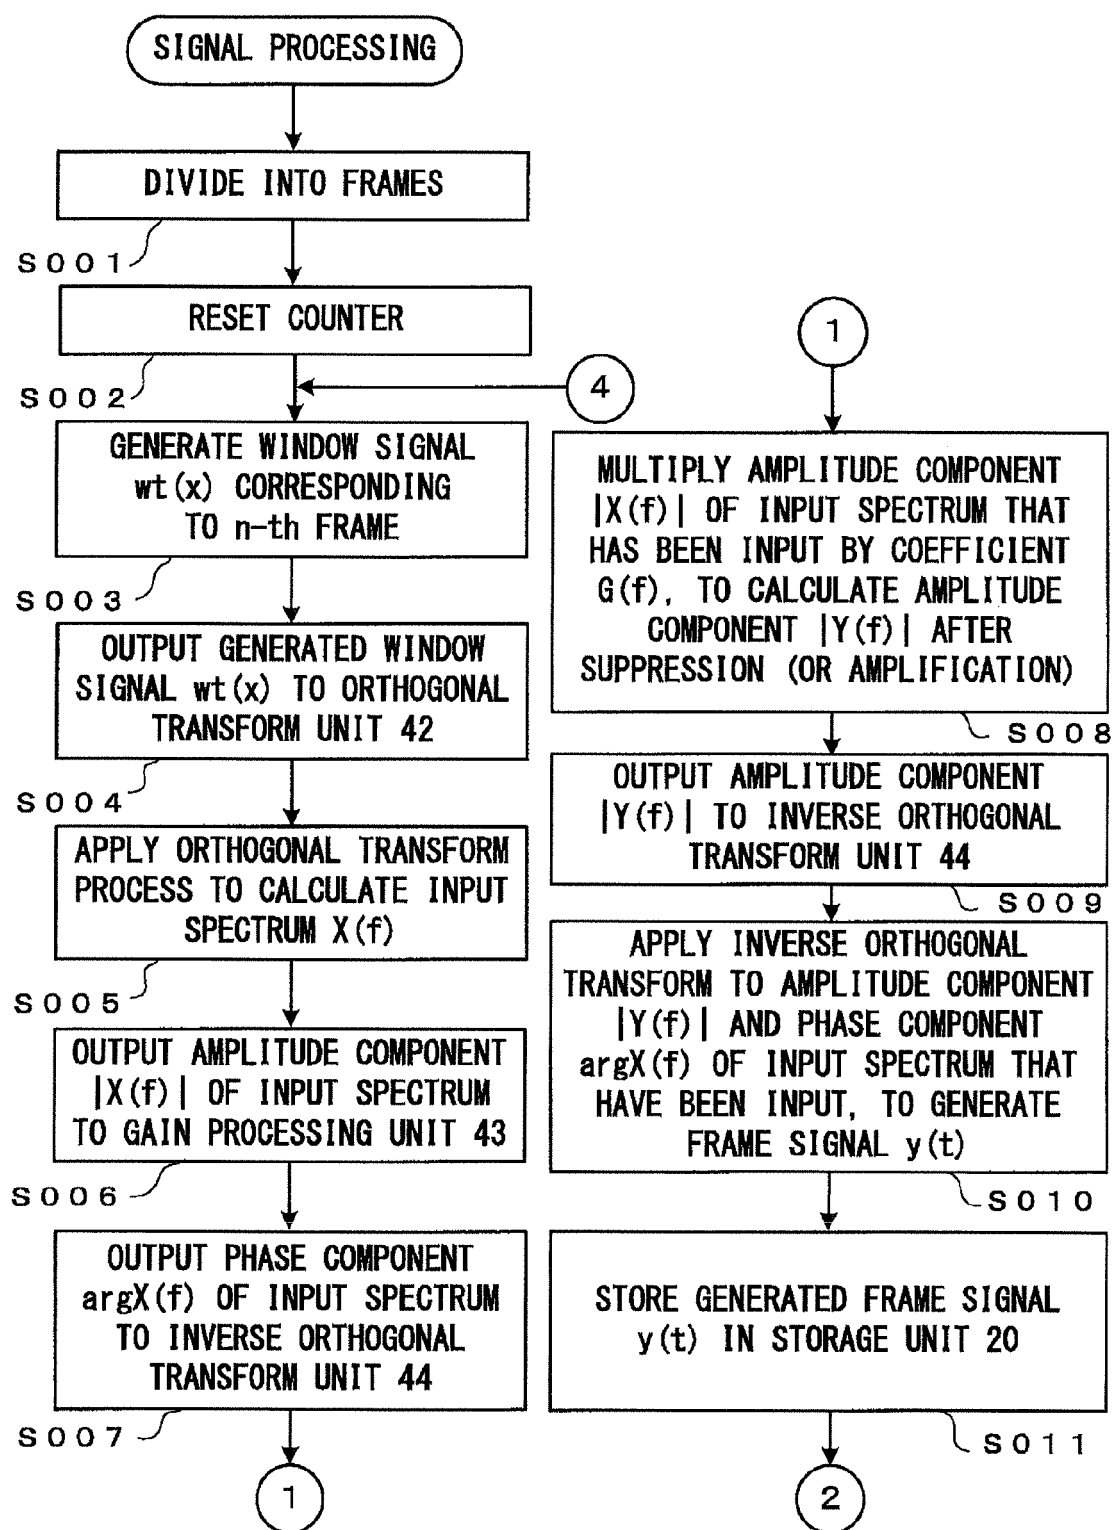 SIGNAL PROCESSING
DIVIDE INTO FRAMES
S001
RESET COUNTER
S002
4
GENERATE WINDOW SIGNAL
wt(x) CORRESPONDING
TO n-th FRAME
S003
OUTPUT GENERATED WINDOW
SIGNAL wt(x) TO ORTHOGONAL
TRANSFORM UNIT 42
S004
APPLY ORTHOGONAL TRANSFORM
PROCESS TO CALCULATE INPUT
SPECTRUM X(f)
S005
OUTPUT AMPLITUDE COMPONENT
|X(f)| OF INPUT SPECTRUM
TO GAIN PROCESSING UNIT 43
S006
OUTPUT PHASE COMPONENT
argX(f) OF INPUT SPECTRUM
TO INVERSE ORTHOGONAL
TRANSFORM UNIT 44
S007
1
1
MULTIPLY AMPLITUDE COMPONENT
|X(f)| OF INPUT SPECTRUM THAT
HAS BEEN INPUT BY COEFFICIENT
G(f), TO CALCULATE AMPLITUDE
COMPONENT |Y(f)| AFTER
SUPPRESSION (OR AMPLIFICATION)
S008
OUTPUT AMPLITUDE COMPONENT
|Y(f)| TO INVERSE ORTHOGONAL
TRANSFORM UNIT 44
S009
APPLY INVERSE ORTHOGONAL
TRANSFORM TO AMPLITUDE COMPONENT
|Y(f)| AND PHASE COMPONENT
argX(f) OF INPUT SPECTRUM THAT
HAVE BEEN INPUT, TO GENERATE
FRAME SIGNAL y(t)
S010
STORE GENERATED FRAME SIGNAL
y(t) IN STORAGE UNIT 20
S011
2